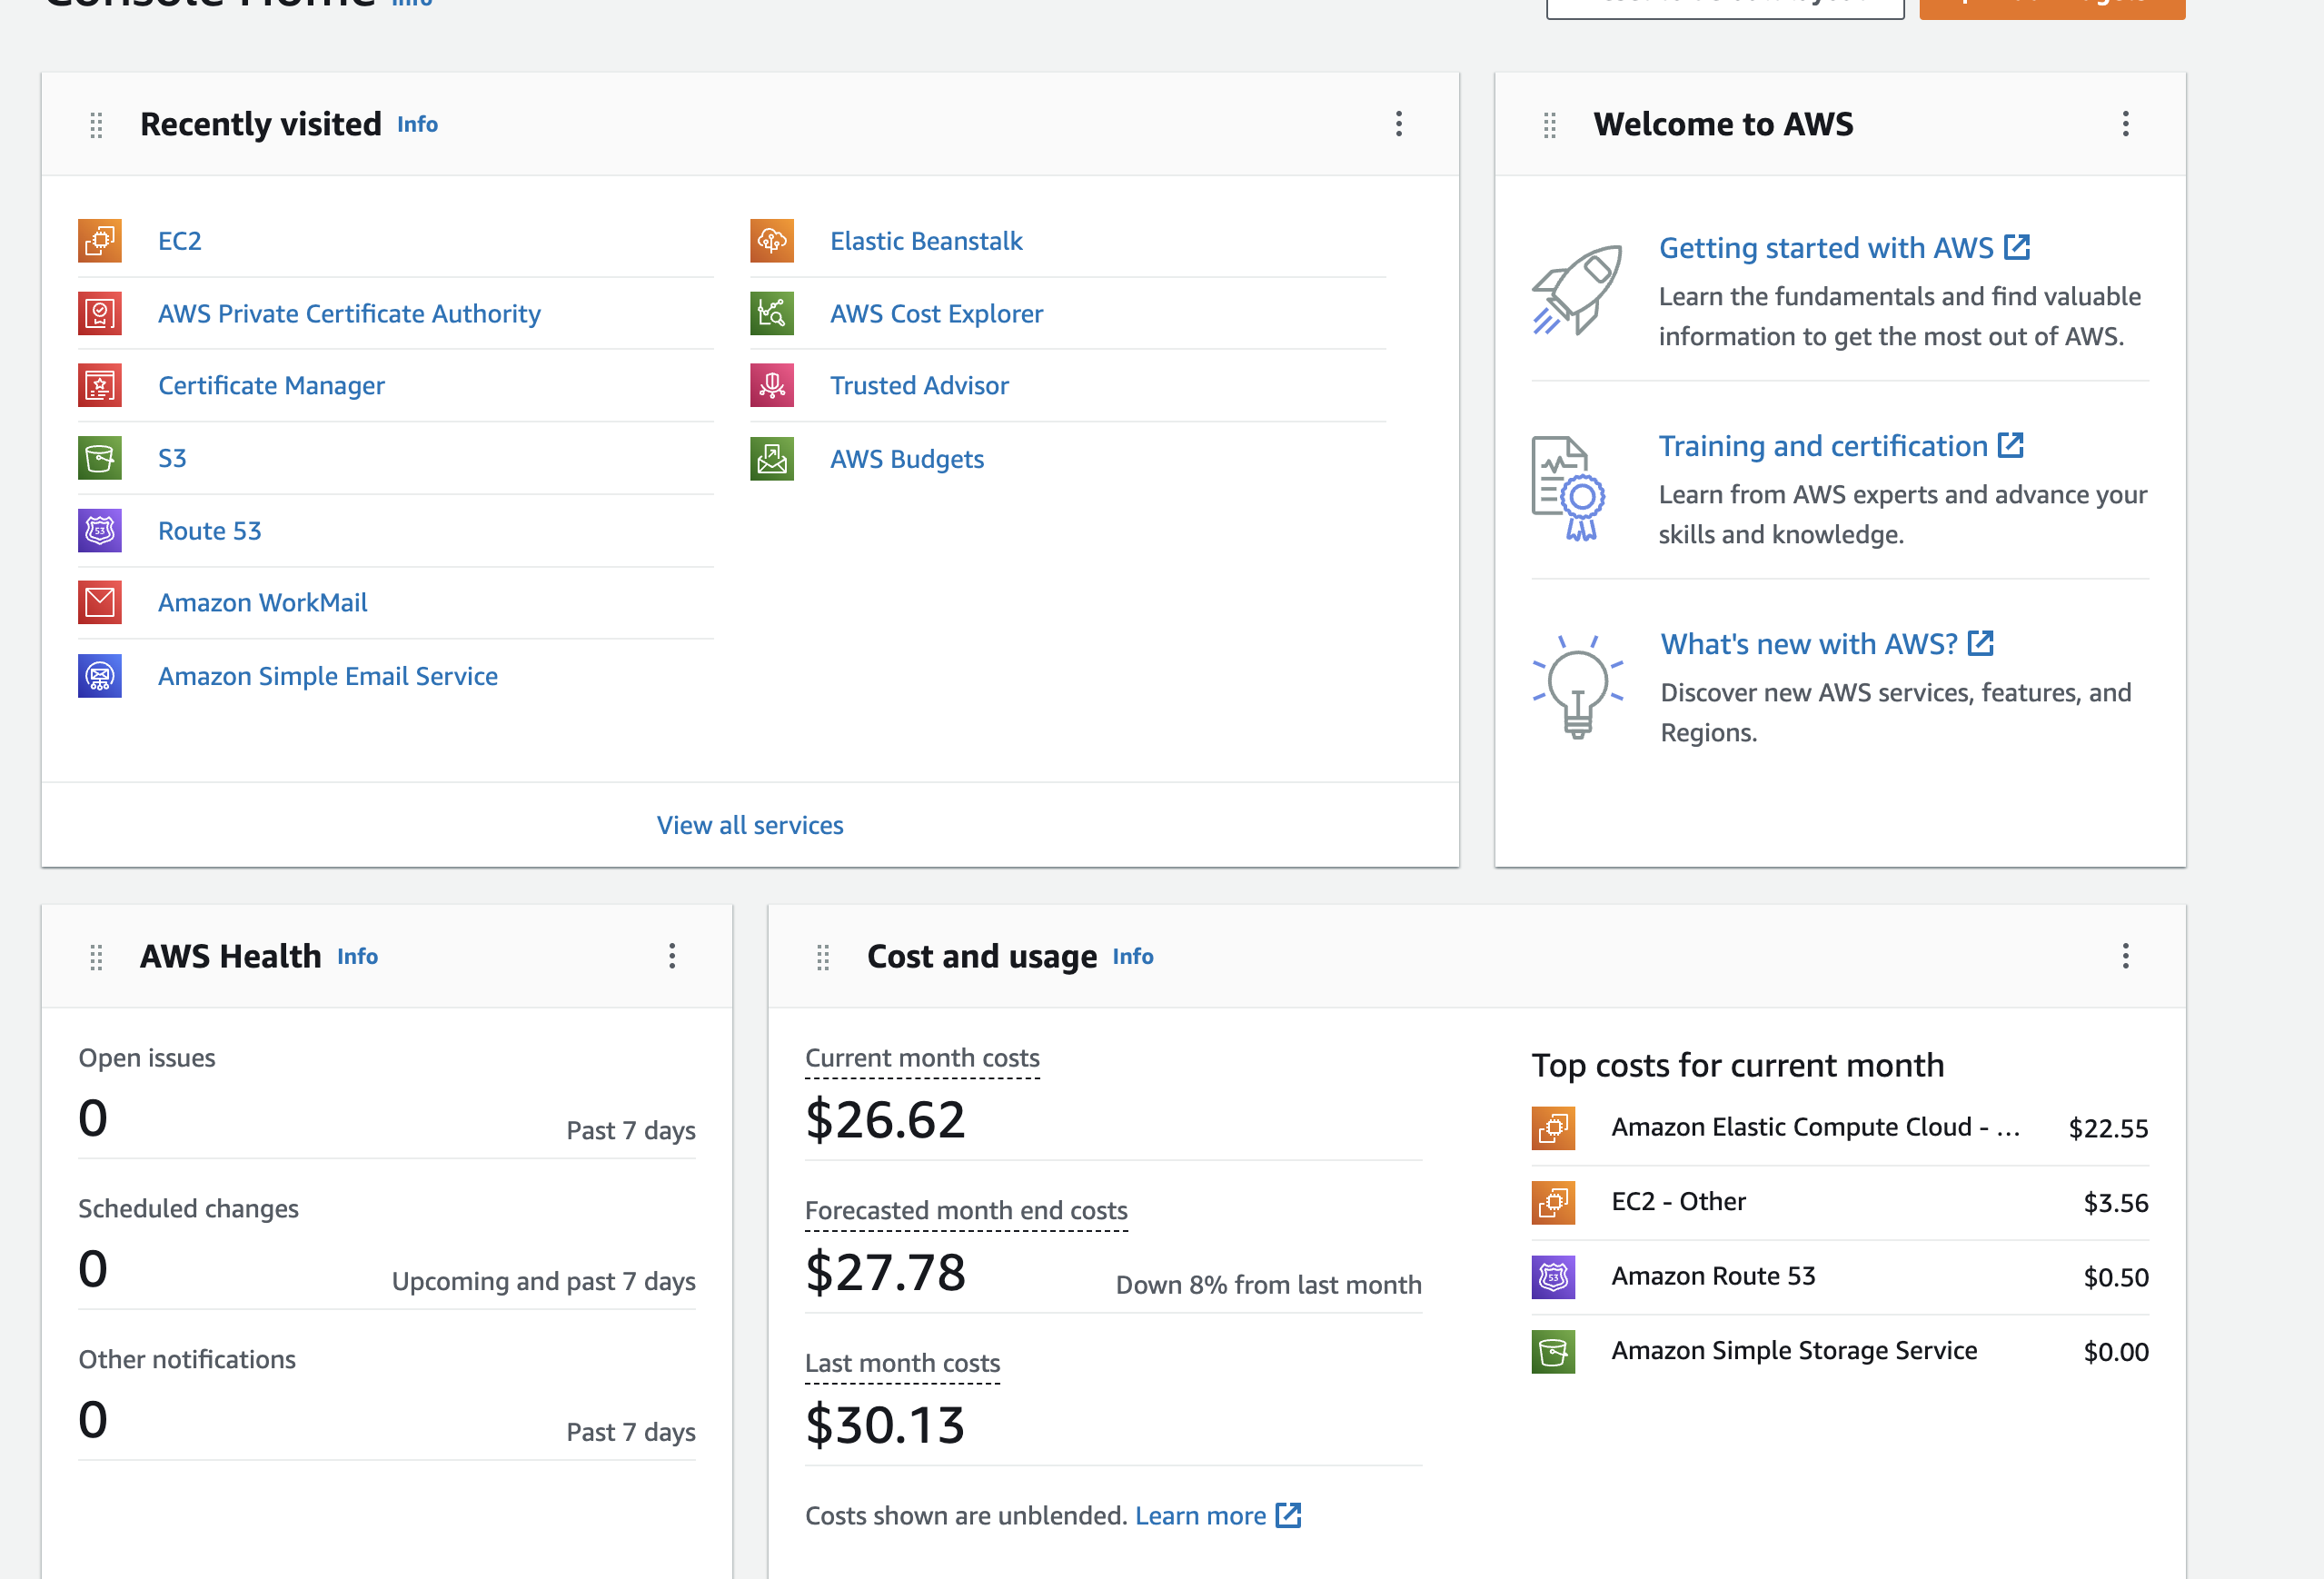 Console Home Info
Recently visited Info
EC2
AWS Private Certificate Authority
Certificate Manager
S3
Route 53
Amazon WorkMail
Amazon Simple Email Service
Elastic Beanstalk
AWS Cost Explorer
Trusted Advisor
AWS Budgets
View all services
Welcome to AWS
Getting started with AWS
Learn the fundamentals and find valuable
information to get the most out of AWS.
Training and certification
Learn from AWS experts and advance your
skills and knowledge.
What's new with AWS?
Discover new AWS services, features, and
Regions.
AWS Health Info
Open issues
0 Past 7 days
Scheduled changes
0 Upcoming and past 7 days
Other notifications
0 Past 7 days
Cost and usage Info
Current month costs
$26.62
Forecasted month end costs
$27.78 Down 8% from last month
Last month costs
$30.13
Costs shown are unblended. Learn more
Top costs for current month
Amazon Elastic Compute Cloud - ... $22.55
EC2 - Other $3.56
Amazon Route 53 $0.50
Amazon Simple Storage Service $0.00